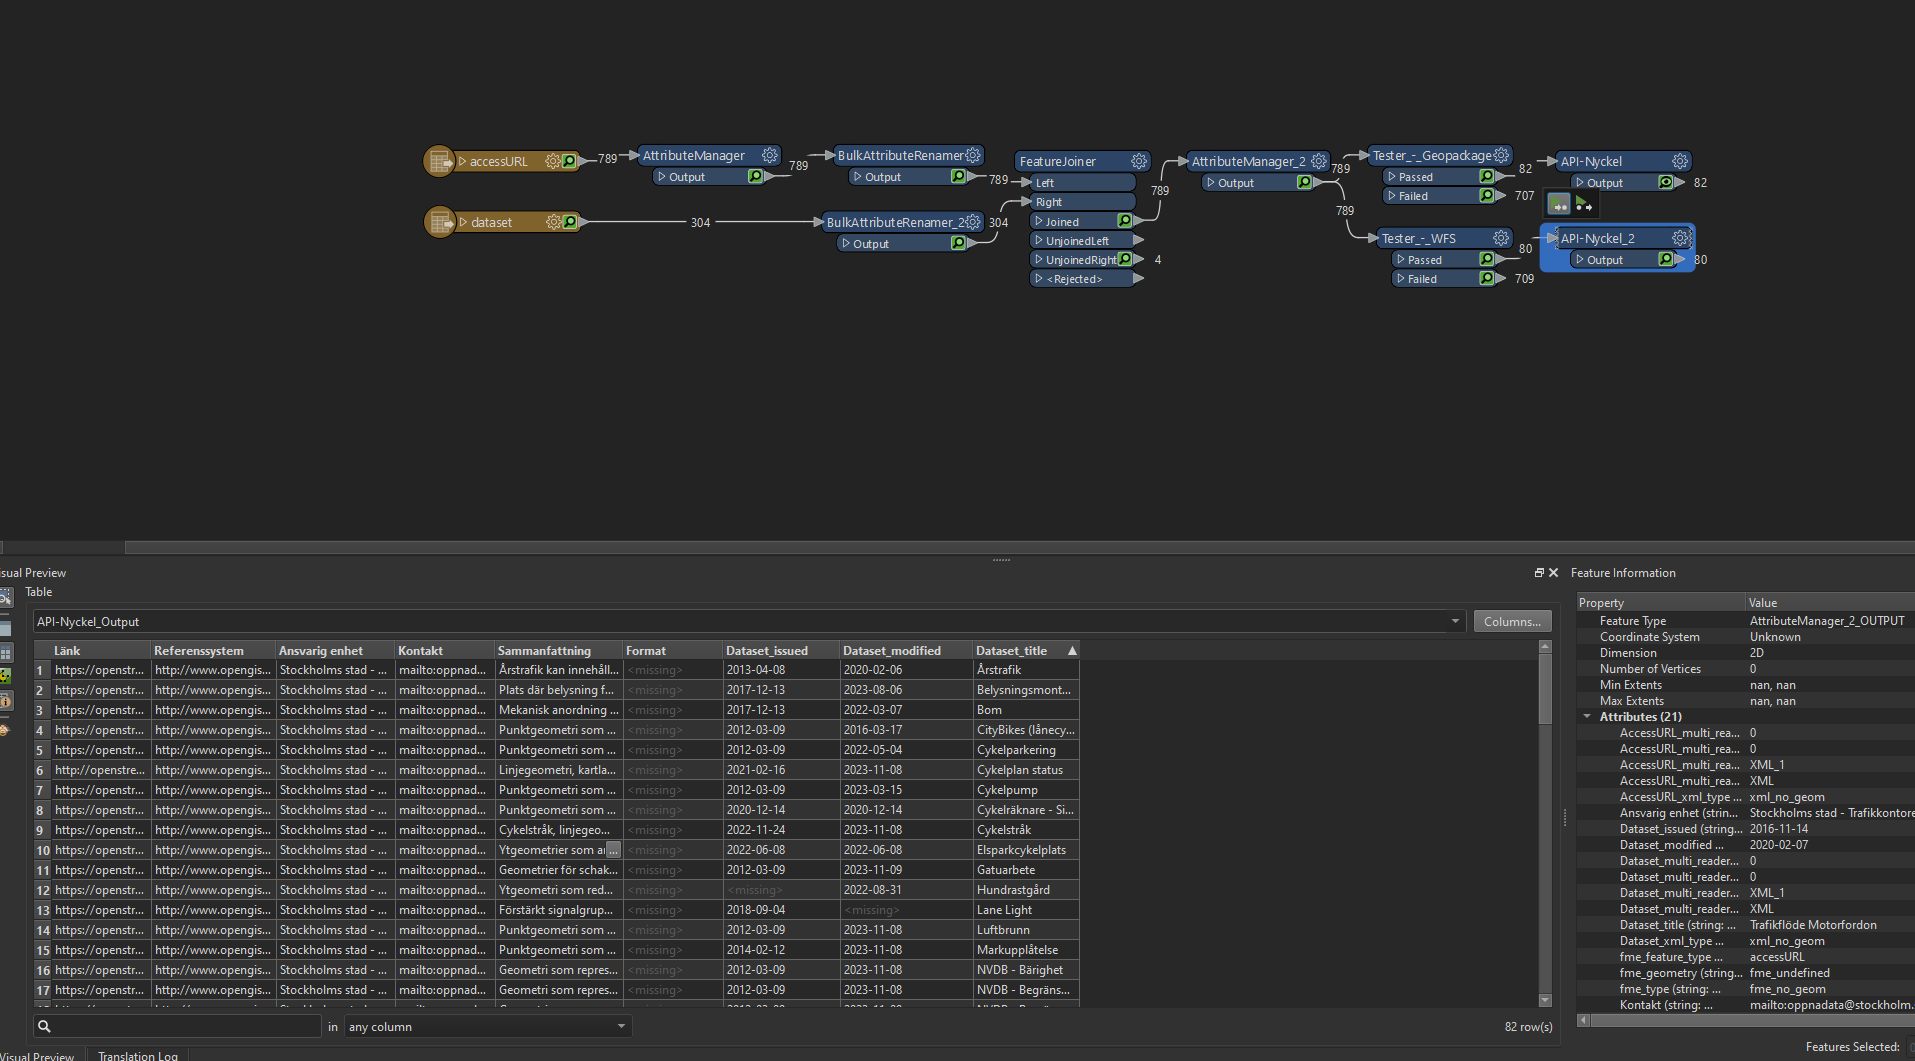 accessURL
789
AttributeManager
Output
789
BulkAttributeRenamer
Output
789
dataset
304
BulkAttributeRenamer_2
Output
304
FeatureJoiner
Left
Right
Joined
UnjoinedLeft
UnjoinedRight
<Rejected>
789
4
AttributeManager_2
Output
789
789
Tester_-_Geopackage
Passed
Failed
82
707
API-Nyckel
Output
82
Tester_-_WFS
Passed
Failed
80
709
API-Nyckel_2
Output
80
isual Preview
Table
API-Nyckel_Output
Columns...
Länk Referenssystem Ansvarig enhet Kontakt Sammanfattning Format Dataset_issued Dataset_modified Dataset_title
1 https://openstr... http://www.opengis... Stockholms stad - ... mailto:oppnad... Årstrafik kan innehåll... <missing> 2013-04-08 2020-02-06 Årstrafik
2 https://openstr... http://www.opengis... Stockholms stad - ... mailto:oppnad... Plats där belysning f... <missing> 2017-12-13 2023-08-06 Belysningsmont...
3 https://openstr... http://www.opengis... Stockholms stad - ... mailto:oppnad... Mekanisk anordning ... <missing> 2017-12-13 2022-03-07 Bom
4 https://openstr... http://www.opengis... Stockholms stad - ... mailto:oppnad... Punktgeometri som ... <missing> 2012-03-09 2016-03-17 CityBikes (lånecy...
5 https://openstr... http://www.opengis... Stockholms stad - ... mailto:oppnad... Punktgeometri som ... <missing> 2012-03-09 2022-05-04 Cykelparkering
6 http://openstre... http://www.opengis... Stockholms stad - ... mailto:oppnad... Linjegeometri, kartla... <missing> 2021-02-16 2023-11-08 Cykelplan status
7 https://openstr... http://www.opengis... Stockholms stad - ... mailto:oppnad... Punktgeometri som ... <missing> 2012-03-09 2023-03-15 Cykelpump
8 https://openstr... http://www.opengis... Stockholms stad - ... mailto:oppnad... Punktgeometri som ... <missing> 2020-12-14 2020-12-14 Cykelräknare - Si...
9 https://openstr... http://www.opengis... Stockholms stad - ... mailto:oppnad... Cykelstråk, linjegeo... <missing> 2022-11-24 2023-11-08 Cykelstråk
10 https://openstr... http://www.opengis... Stockholms stad - ... mailto:oppnad... Ytgeometrier som ... <missing> 2022-06-08 2022-06-08 Elsparkcykelplats
11 https://openstr... http://www.opengis... Stockholms stad - ... mailto:oppnad... Geometrier för schak... <missing> 2012-03-09 2023-11-09 Gatuarbete
12 https://openstr... http://www.opengis... Stockholms stad - ... mailto:oppnad... Ytgeometri som red... <missing> <missing> 2022-08-31 Hundrastgård
13 https://openstr... http://www.opengis... Stockholms stad - ... mailto:oppnad... Förstärkt signalgrup... <missing> 2018-09-04 <missing> Lane Light
14 https://openstr... http://www.opengis... Stockholms stad - ... mailto:oppnad... Punktgeometri som ... <missing> 2012-03-09 2023-11-08 Luftbrunn
15 https://openstr... http://www.opengis... Stockholms stad - ... mailto:oppnad... Punktgeometri som ... <missing> 2014-02-12 2023-11-08 Markupplåtelse
16 https://openstr... http://www.opengis... Stockholms stad - ... mailto:oppnad... Geometri som repres... <missing> 2012-03-09 2023-11-08 NVDB - Bärighet
17 https://openstr... http://www.opengis... Stockholms stad - ... mailto:oppnad... Geometri som repres... <missing> 2012-03-09 2023-11-08 NVDB - Begräns...
in any column
82 row(s)
Visual Preview Translation Log
Feature Information
Property Value
Feature Type AttributeManager_2_OUTPUT
Coordinate System Unknown
Dimension 2D
Number of Vertices 0
Min Extents nan, nan
Max Extents nan, nan
Attributes (21)
AccessURL_multi_rea... 0
AccessURL_multi_rea... 0
AccessURL_multi_rea... XML_1
AccessURL_multi_rea... XML
AccessURL_xml_type ... xml_no_geom
Ansvarig enhet (strin... Stockholms stad - Trafikkontore
Dataset_issued (string... 2016-11-14
Dataset_modified ... 2020-02-07
Dataset_multi_reader... 0
Dataset_multi_reader... 0
Dataset_multi_reader... XML_1
Dataset_multi_reader... XML
Dataset_title (string: ... Trafikflöde Motorfordon
Dataset_xml_type ... xml_no_geom
fme_feature_type ... accessURL
fme_geometry (string... fme_undefined
fme_type (string: ... fme_no_geom
Kontakt (string: ... mailto:oppnadata@stockholm.
Features Selected: